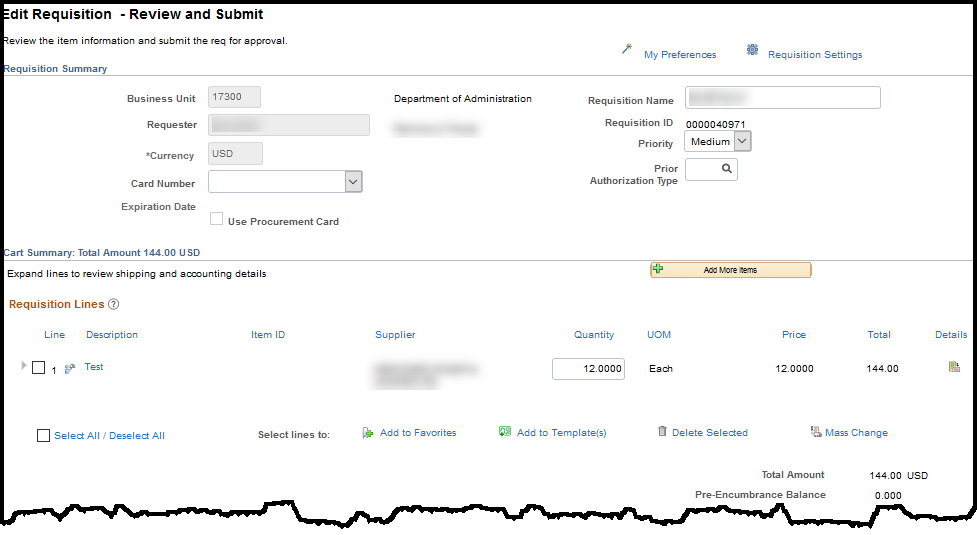 Edit Requisition - Review and Submit
Review the item information and submit the req for approval.
My Preferences Requisition Settings
Requisition Summary
Business Unit 17300 Department of Administration Requisition Name
Requester Requisition ID 0000040971
*Currency USD Priority Medium
Card Number Prior Authorization Type
Expiration Date
Use Procurement Card
Cart Summary: Total Amount 144.00 USD
Expand lines to review shipping and accounting details Add More Items
Requisition Lines ?
Line Description Item ID Supplier Quantity UOM Price Total Details
1 Test 12.0000 Each 12.0000 144.00
Select All / Deselect All Select lines to: Add to Favorites Add to Template(s) Delete Selected Mass Change
Total Amount 144.00 USD
Pre-Encumbrance Balance 0.000